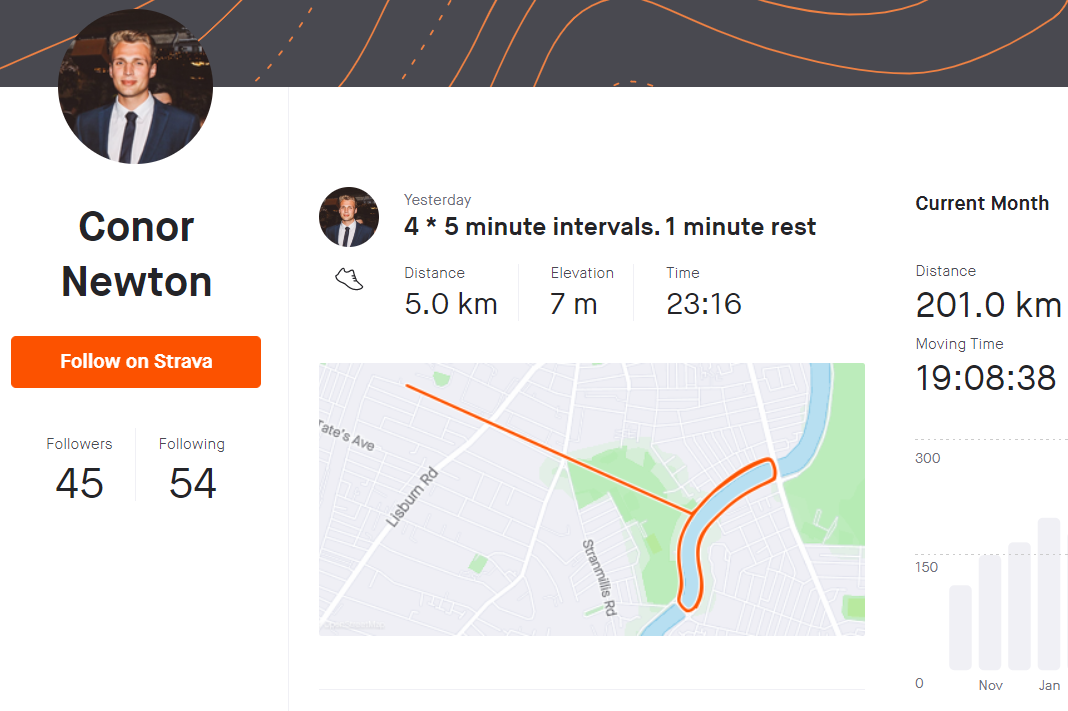 Conor
Newton
Follow on Strava
Followers
45
Following
54
Yesterday
4 * 5 minute intervals. 1 minute rest
Distance
5.0 km
Elevation
7 m
Time
23:16
Tate's Ave
Lisburn Rd
Stranmillis Rd
Current Month
Distance
201.0 km
Moving Time
19:08:38
300
150
0
Nov
Jan